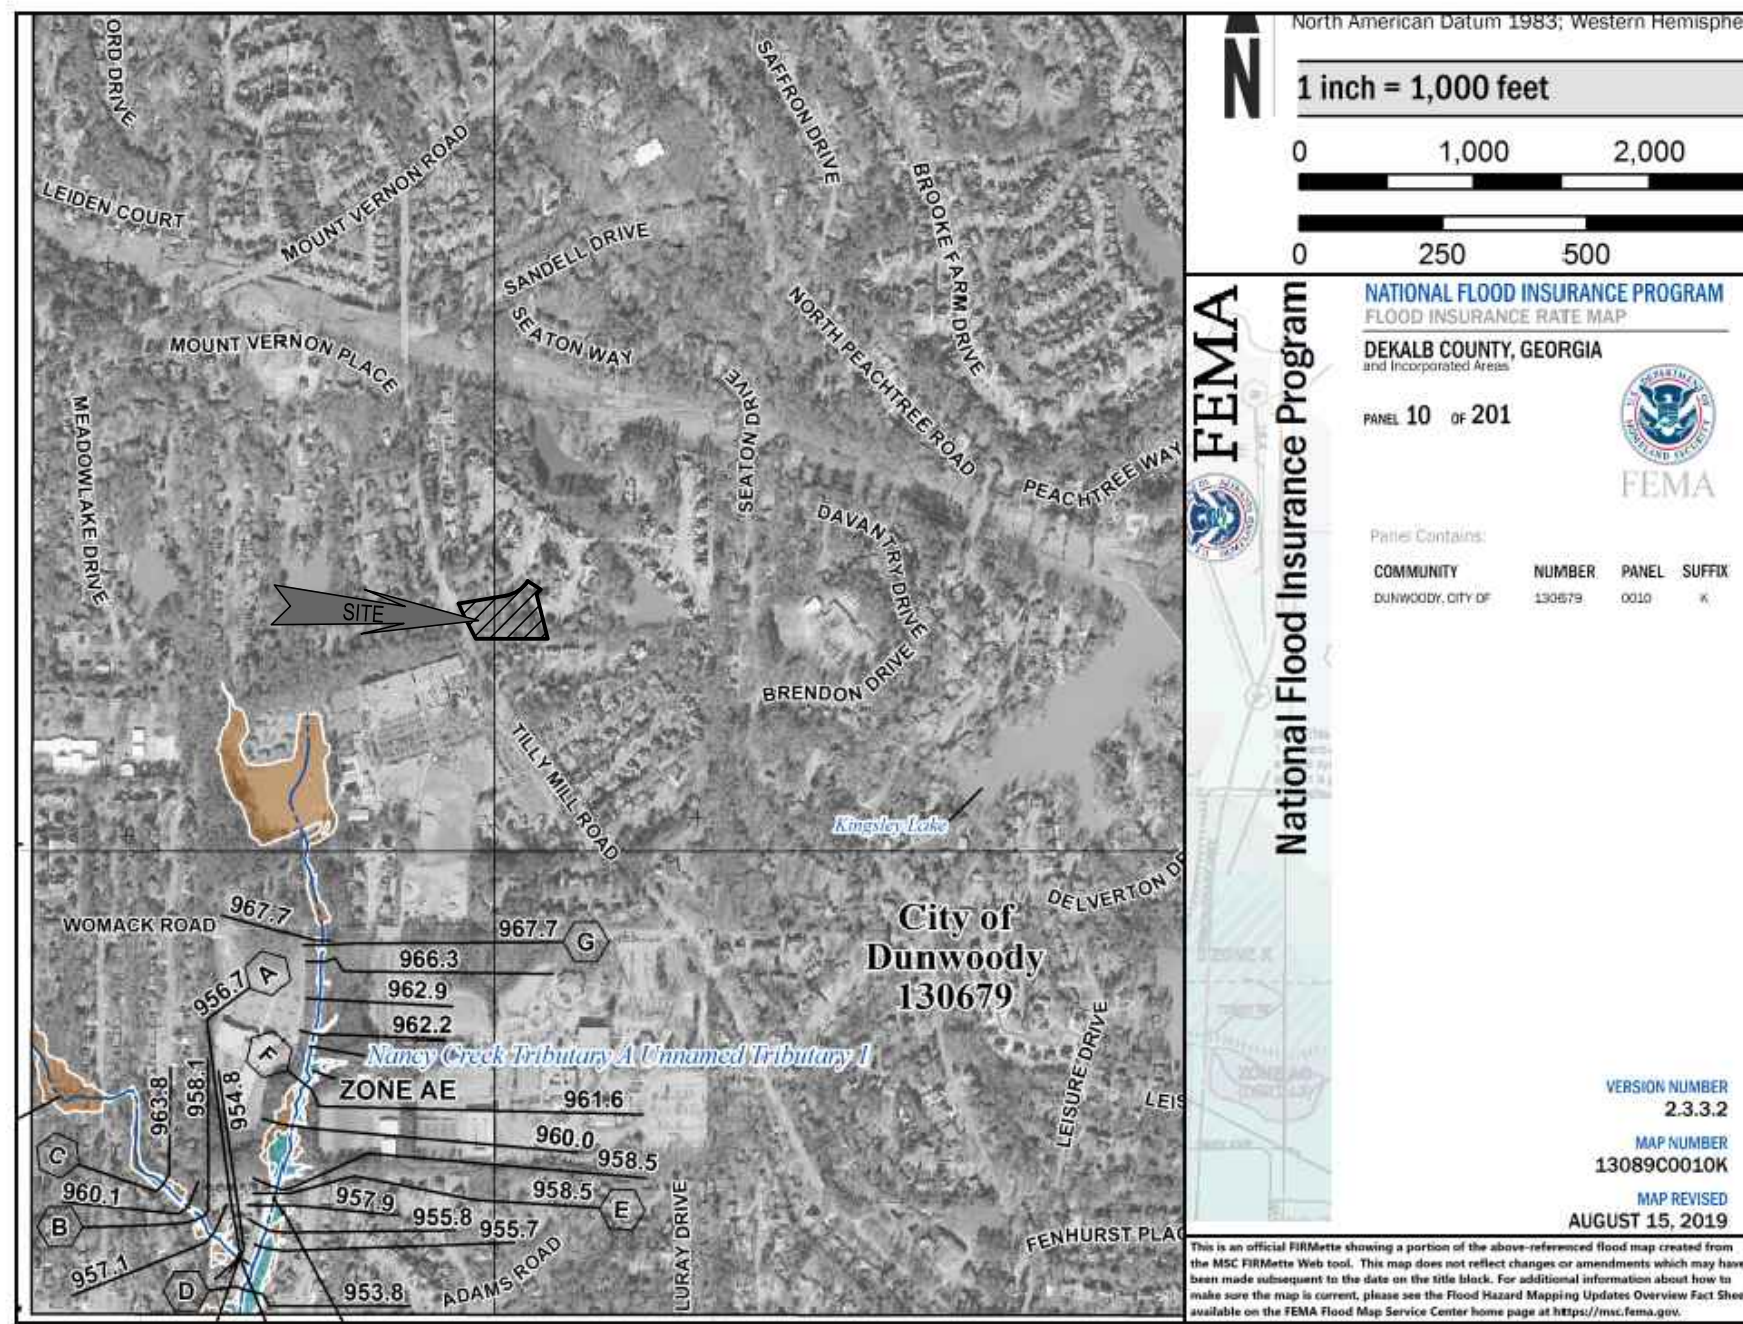 ORD DRIVE
SAFFRON DRIVE
MOUNT VERNON ROAD
LEIDEN COURT
BROOKE FARM DRIVE
SANDELL DRIVE
SEATON WAY
NORTH PEACHTREE ROAD
MOUNT VERNON PLACE
SEATON DRIVE
MEADOWLAKE DRIVE
PEACHTREE WAY
DAVANTRY DRIVE
SITE
BRENDON DRIVE
TILLY MILL ROAD
Kingsley Lake
DELVERTON DR
WOMACK ROAD
967.7
967.7
G
City of
Dunwoody
130679
966.3
A
956.7
962.9
962.2
F
Nancy Creek Tributary A Unnamed Tributary 1
ZONE AE
LEISURE DRIVE
961.6
LEIS
963.8
958.1
954.8
960.0
958.5
C
960.1
957.9
958.5
E
B
955.8
955.7
957.1
D
953.8
ADAMS ROAD
LURAY DRIVE
FENHURST PLAC
N
North American Datum 1983; Western Hemisphe
1 inch = 1,000 feet
0 1,000 2,000
0 250 500
FEMA
National Flood Insurance Program
NATIONAL FLOOD INSURANCE PROGRAM
FLOOD INSURANCE RATE MAP
DEKALB COUNTY, GEORGIA
and Incorporated Areas
PANEL 10 OF 201
U.S. DEPARTMENT OF
HOMELAND SECURITY
FEMA
Panel Contains:
COMMUNITY NUMBER PANEL SUFFIX
DUNWOODY, CITY OF 130679 0010 K
VERSION NUMBER
2.3.3.2
MAP NUMBER
13089C0010K
MAP REVISED
AUGUST 15, 2019
This is an official FIRMette showing a portion of the above-referenced flood map created from
the MSC FIRMette Web tool. This map does not reflect changes or amendments which may have
been made subsequent to the date on the title block. For additional information about how to
make sure the map is current, please see the Flood Hazard Mapping Updates Overview Fact Shee
available on the FEMA Flood Map Service Center home page at https://msc.fema.gov.